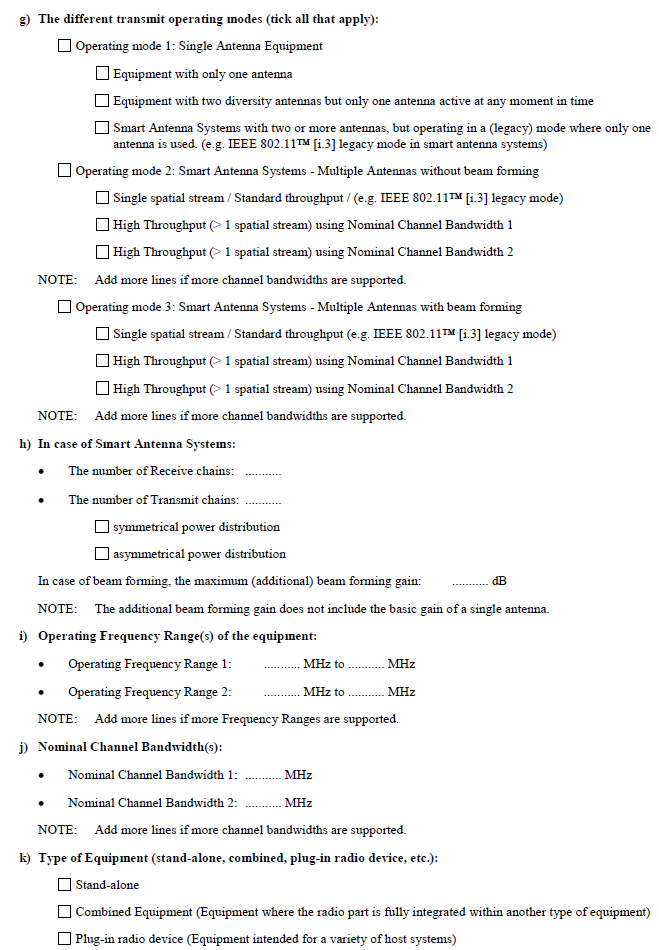 g) The different transmit operating modes (tick all that apply):
Operating mode 1: Single Antenna Equipment
Equipment with only one antenna
Equipment with two diversity antennas but only one antenna active at any moment in time
Smart Antenna Systems with two or more antennas, but operating in a (legacy) mode where only one
antenna is used. (e.g. IEEE 802.11™ [i.3] legacy mode in smart antenna systems)
Operating mode 2: Smart Antenna Systems - Multiple Antennas without beam forming
Single spatial stream / Standard throughput / (e.g. IEEE 802.11™ [i.3] legacy mode)
High Throughput (> 1 spatial stream) using Nominal Channel Bandwidth 1
High Throughput (> 1 spatial stream) using Nominal Channel Bandwidth 2
NOTE: Add more lines if more channel bandwidths are supported.
Operating mode 3: Smart Antenna Systems - Multiple Antennas with beam forming
Single spatial stream / Standard throughput (e.g. IEEE 802.11™ [i.3] legacy mode)
High Throughput (> 1 spatial stream) using Nominal Channel Bandwidth 1
High Throughput (> 1 spatial stream) using Nominal Channel Bandwidth 2
NOTE: Add more lines if more channel bandwidths are supported.
h) In case of Smart Antenna Systems:
• The number of Receive chains: ...........
• The number of Transmit chains: ...........
symmetrical power distribution
asymmetrical power distribution
In case of beam forming, the maximum (additional) beam forming gain: ........... dB
NOTE: The additional beam forming gain does not include the basic gain of a single antenna.
i) Operating Frequency Range(s) of the equipment:
• Operating Frequency Range 1: ........... MHz to ........... MHz
• Operating Frequency Range 2: ........... MHz to ........... MHz
NOTE: Add more lines if more Frequency Ranges are supported.
j) Nominal Channel Bandwidth(s):
• Nominal Channel Bandwidth 1: ........... MHz
• Nominal Channel Bandwidth 2: ........... MHz
NOTE: Add more lines if more channel bandwidths are supported.
k) Type of Equipment (stand-alone, combined, plug-in radio device, etc.):
Stand-alone
Combined Equipment (Equipment where the radio part is fully integrated within another type of equipment)
Plug-in radio device (Equipment intended for a variety of host systems)